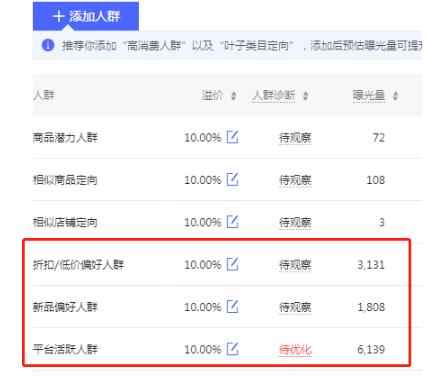 ＋ 添加人群
推荐你添加“高消费人群”以及“叶子类目定向”，添加后预估曝光量可提
人群 溢价 人群诊断 曝光量
商品潜力人群 10.00% 待观察 72
相似商品定向 10.00% 待观察 108
相似店铺定向 10.00% 待观察 3
折扣/低价偏好人群 10.00% 待观察 3,131
新品偏好人群 10.00% 待观察 1,808
平台活跃人群 10.00% 待优化 6,139